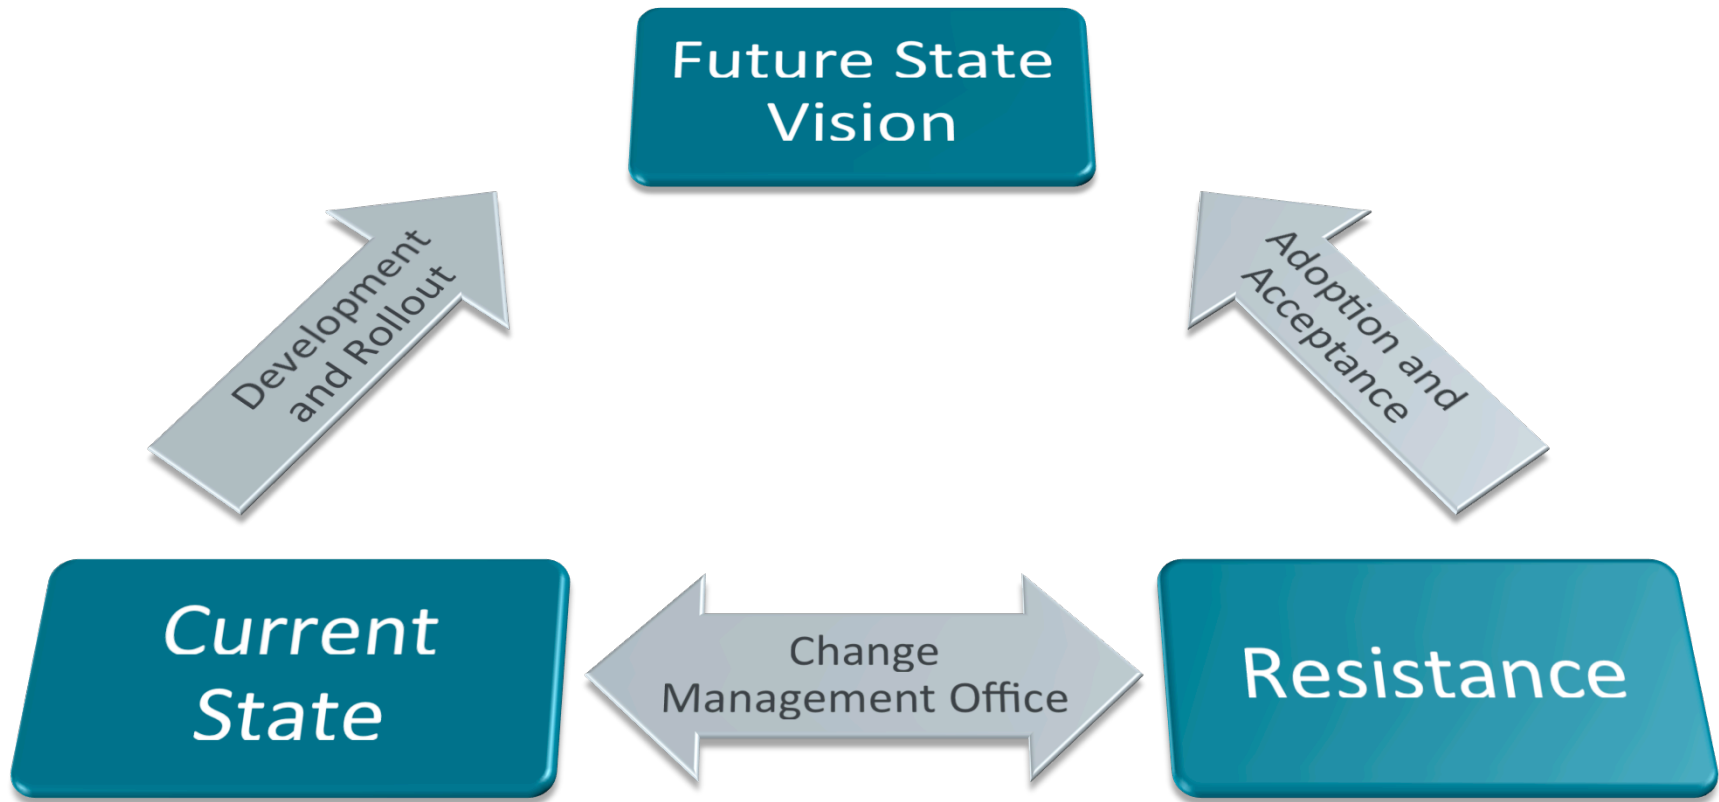 Future State
Vision
Development
and Rollout
Adoption and
Acceptance
Current
State
Change
Management Office
Resistance